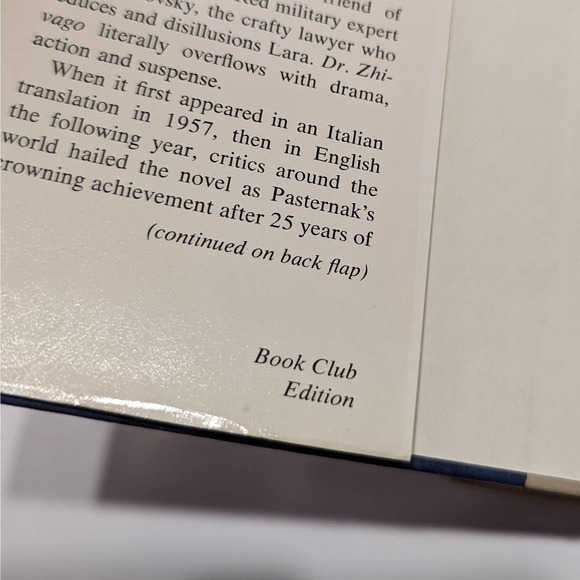 friend of
military expert
ovsky, the crafty lawyer who
duces and disillusions Lara. Dr. Zhi-
vago literally overflows with drama,
action and suspense.
When it first appeared in an Italian
translation in 1957, then in English
the following year, critics around the
world hailed the novel as Pasternak's
crowning achievement after 25 years of
(continued on back flap)
Book Club
Edition